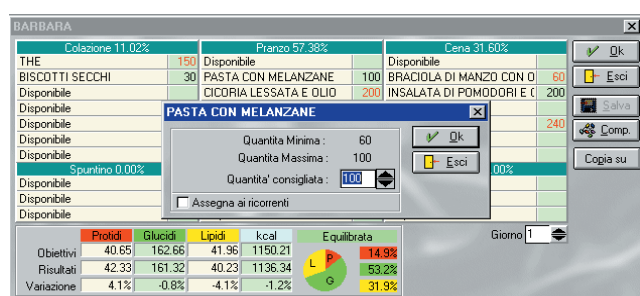 BARBARA
Colazione 11.02% Pranzo 57.38% Cena 31.60%
THE 150 Disponibile Disponibile
BISCOTTI SECCHI 30 PASTA CON MELANZANE 100 BRACIOLA DI MANZO CON O 60
Disponibile CICORIA LESSATA E OLIO 200 INSALATA DI POMODORI E ( 200
Disponibile
Disponibile 240
Disponibile
Disponibile
Spuntino 0.00% .00%
Disponibile
Disponibile
Disponibile
Ok
Esci
Salva
Comp.
Copia su
PASTA CON MELANZANE
Quantita Minima : 60
Quantita Massima : 100
Quantita' consigliata : 100
Assegna ai ricorrenti
Ok
Esci
Protidi Glucidi Lipidi kcal Equilibrata
Obiettivi 40.65 162.66 41.96 1150.21
Risultati 42.33 161.32 40.23 1136.34
Variazione 4.1% -0.8% -4.1% -1.2%
L P G
14.9%
53.2%
31.9%
Giorno 1